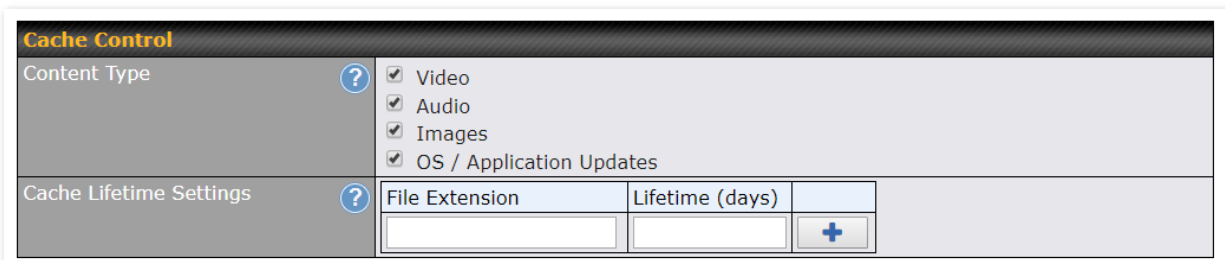 Cache Control
Content Type ?
Video
Audio
Images
OS / Application Updates
Cache Lifetime Settings ?
File Extension Lifetime (days)